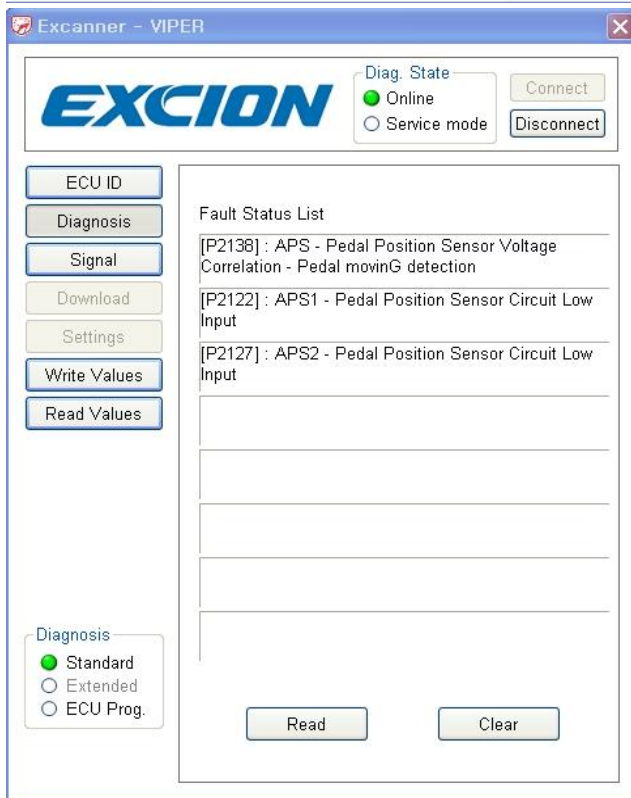 Excanner - VIPER
EXCION
Diag. State
Online
Service mode
Connect
Disconnect
ECU ID
Diagnosis
Signal
Download
Settings
Write Values
Read Values
Fault Status List
[P2138] : APS - Pedal Position Sensor Voltage
Correlation - Pedal movinG detection
[P2122] : APS1 - Pedal Position Sensor Circuit Low
Input
[P2127] : APS2 - Pedal Position Sensor Circuit Low
Input
Diagnosis
Standard
Extended
ECU Prog.
Read
Clear